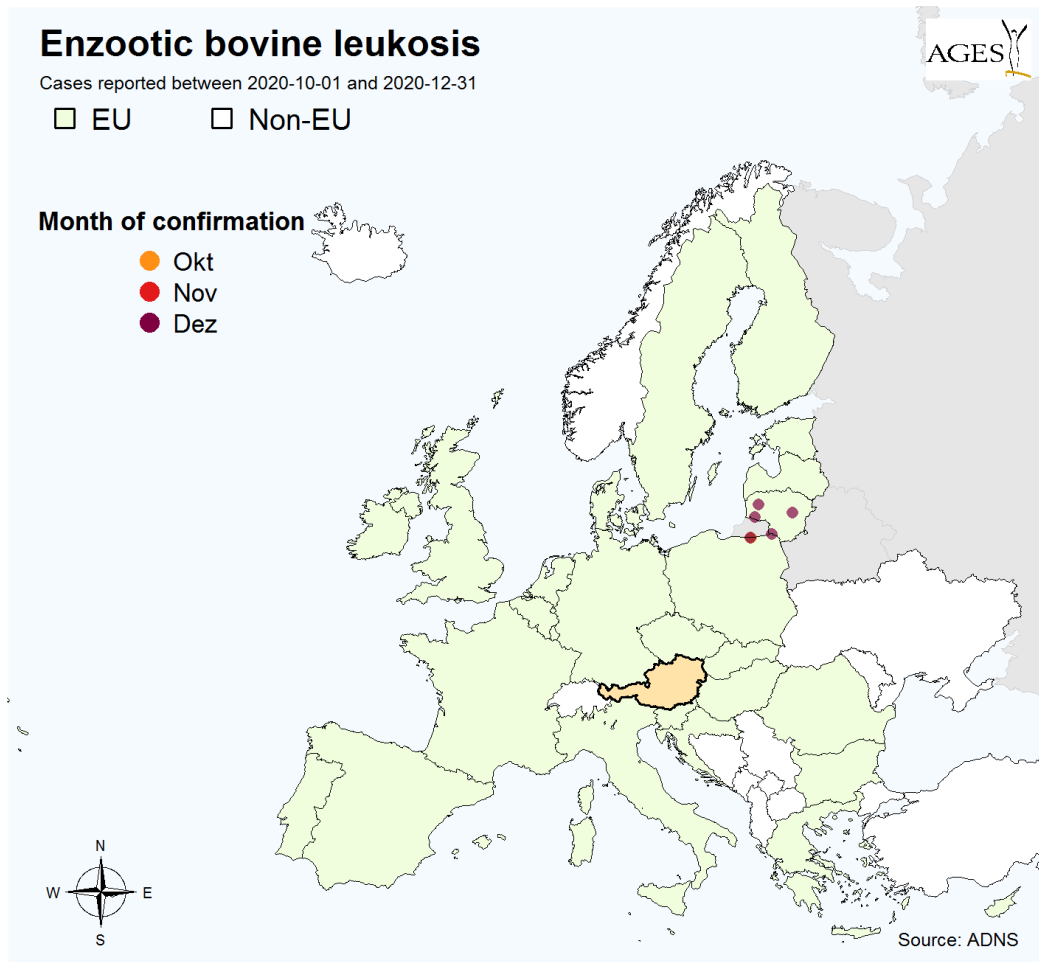 Enzootic bovine leukosis
Cases reported between 2020-10-01 and 2020-12-31
EU Non-EU
AGES
Month of confirmation
Okt
Nov
Dez
N
W E
S
Source: ADNS